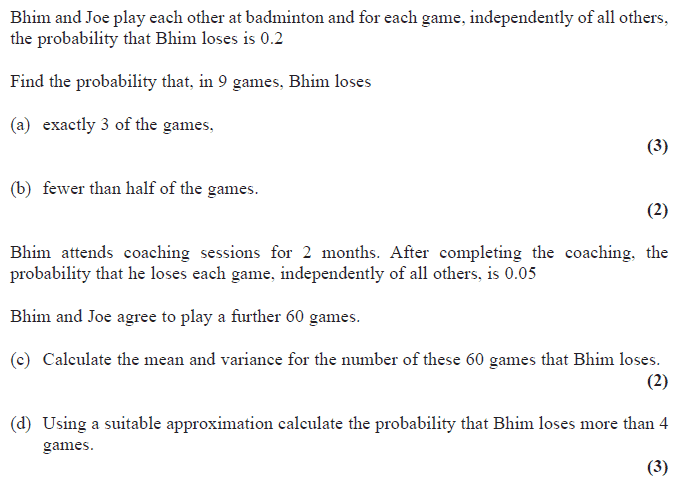 Bhim and Joe play each other at badminton and for each game, independently of all others,
the probability that Bhim loses is 0.2
Find the probability that, in 9 games, Bhim loses
(a) exactly 3 of the games,
(3)
(b) fewer than half of the games.
(2)
Bhim attends coaching sessions for 2 months. After completing the coaching, the
probability that he loses each game, independently of all others, is 0.05
Bhim and Joe agree to play a further 60 games.
(c) Calculate the mean and variance for the number of these 60 games that Bhim loses.
(2)
(d) Using a suitable approximation calculate the probability that Bhim loses more than 4
games.
(3)